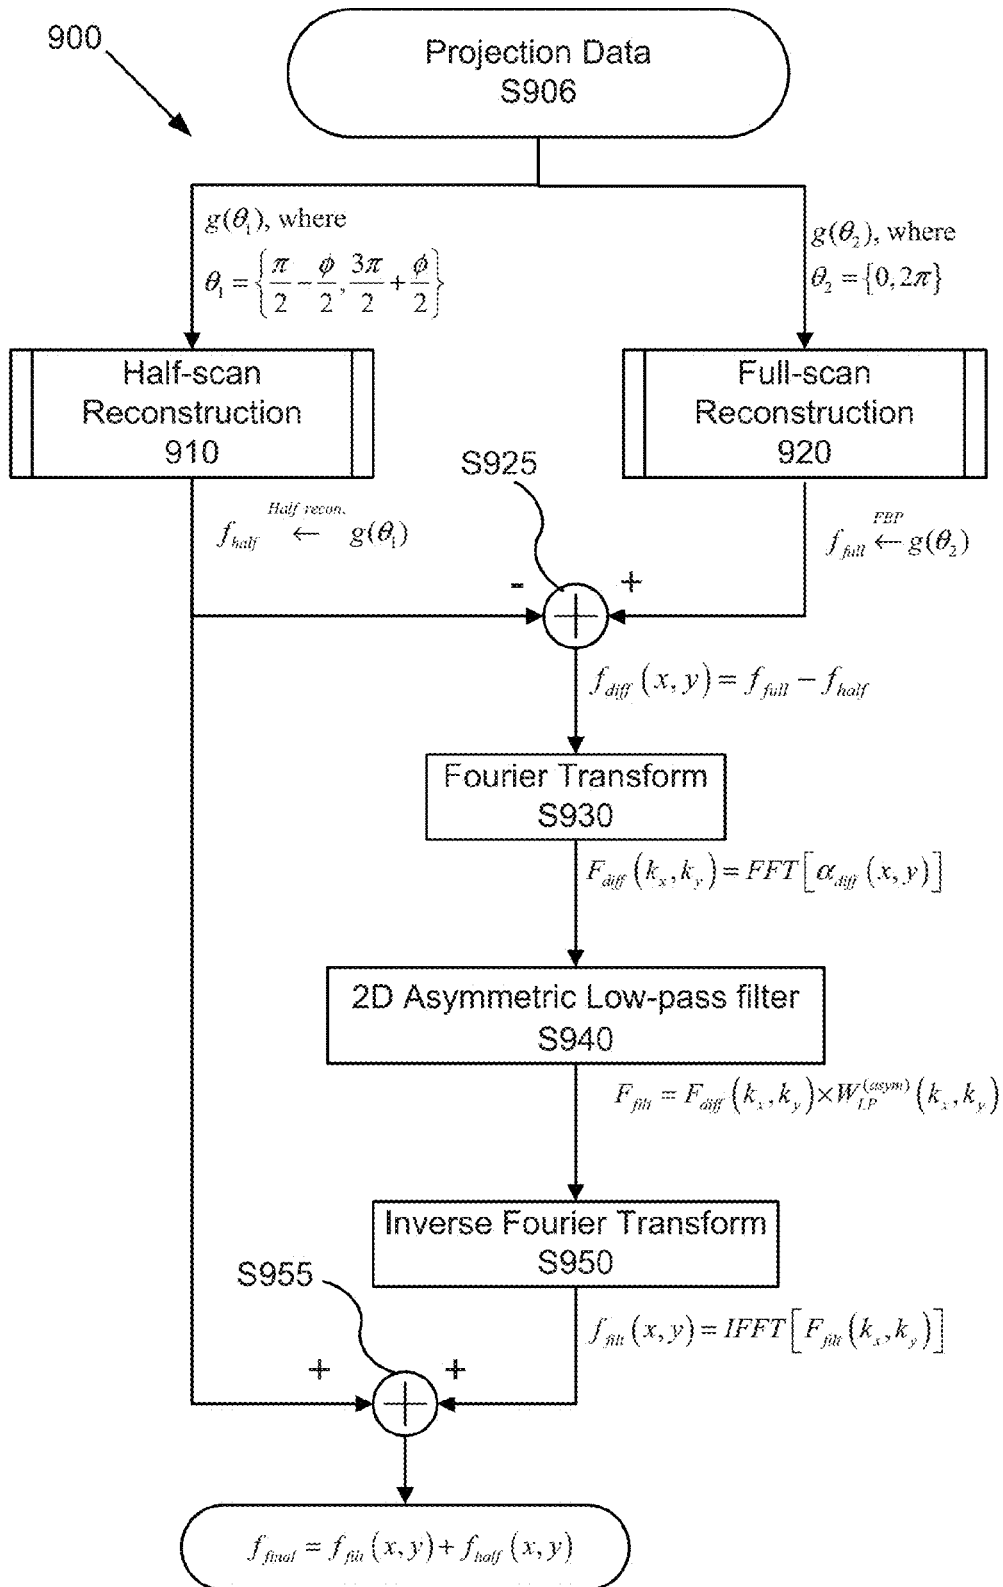 900
Projection Data
S906
g(θ₁), where
θ₁ = {π/2 − ϕ/2, 3π/2 + ϕ/2}
g(θ₂), where
θ₂ = {0, 2π}
Half-scan
Reconstruction
910
Full-scan
Reconstruction
920
S925
Half recon.
f_half ← g(θ₁)
FBP
f_full ← g(θ₂)
- +
f_diff (x, y) = f_full − f_half
Fourier Transform
S930
F_diff (k_x, k_y) = FFT[α_diff (x, y)]
2D Asymmetric Low-pass filter
S940
F_filt = F_diff (k_x, k_y) × W_LP^(asym) (k_x, k_y)
Inverse Fourier Transform
S950
S955
f_filt (x, y) = IFFT[F_filt (k_x, k_y)]
+ +
f_final = f_filt (x, y) + f_half (x, y)